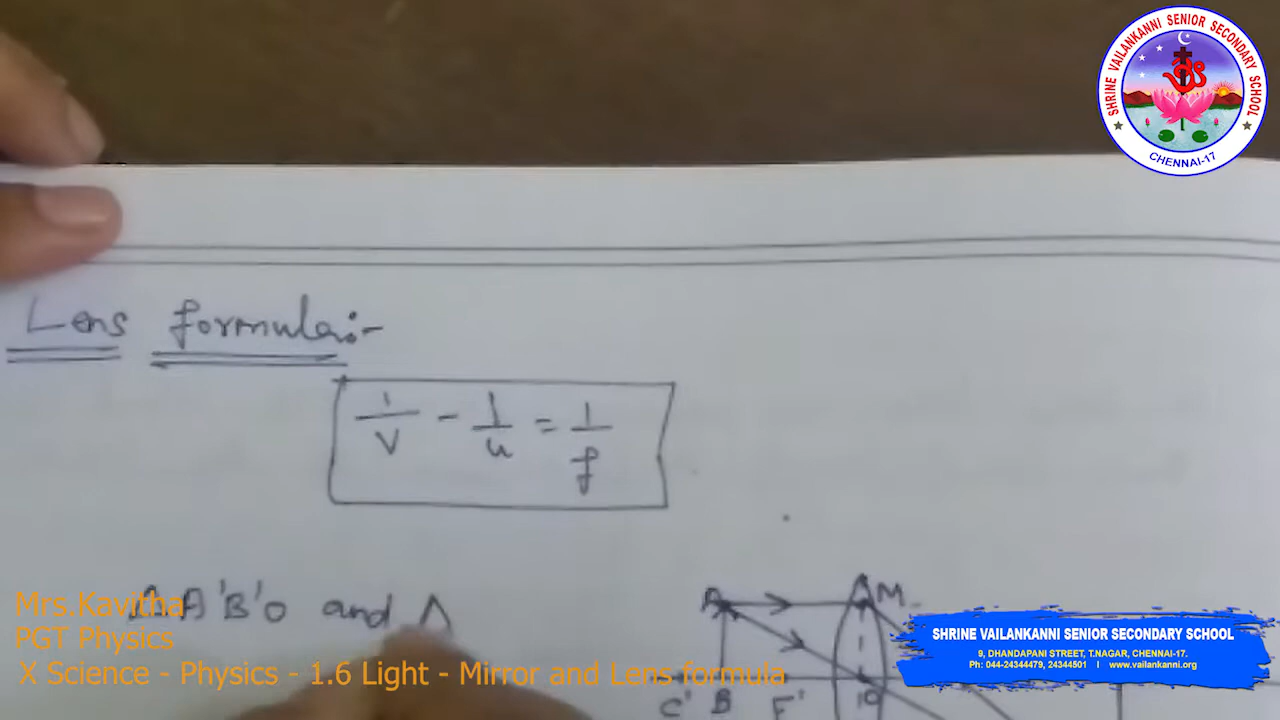 SHRINE VAILANKANNI SENIOR SECONDARY SCHOOL
CHENNAI-17
Lens formula:-
1/v - 1/u = 1/f
Δ A'B'O and Δ
A M
C' B F' O
Mrs.Kavitha
PGT Physics
X Science - Physics - 1.6 Light - Mirror and Lens formula
SHRINE VAILANKANNI SENIOR SECONDARY SCHOOL
9, DHANDAPANI STREET, T.NAGAR, CHENNAI-17.
Ph: 044-24344479, 24344501 | www.vailankanni.org